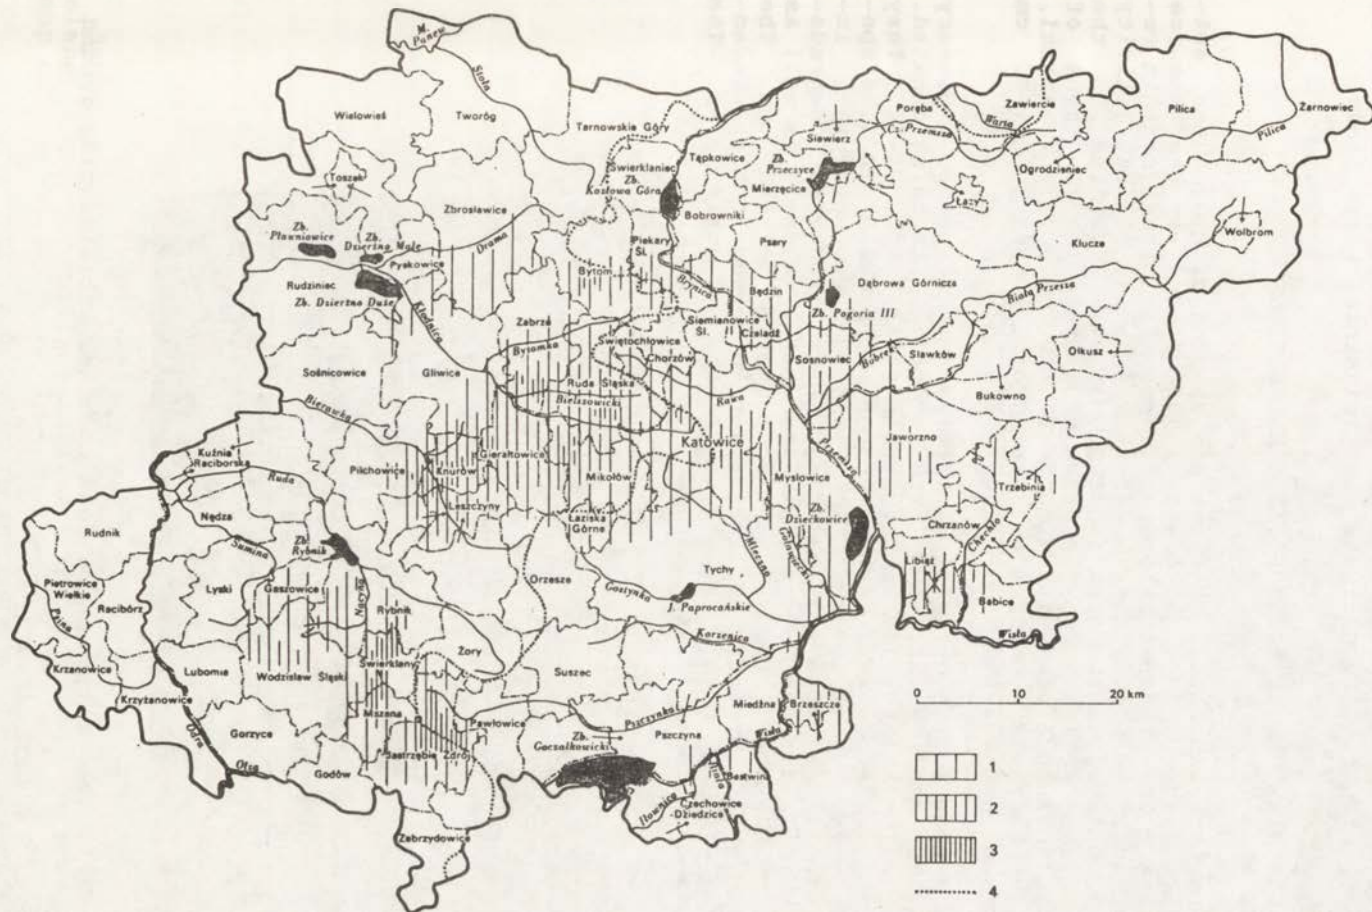 M.
Panew
Stoła
Wielowieś
Tworóg
Tarnowskie Góry
Świerklaniec
Zb.
Kozłowa Góra
Tąpkowice
Siewierz
Zb.
Przeczyce
Mierzęcice
Poręba
Cz. Przemsza
Warta
Zawiercie
Pilica
Żarnowiec
Pilica
Ogrodzieniec
Łazy
Klucze
Wolbrom
Toszek
Zb.
Pławniowice
Zb.
Dzierżno Małe
Zbrosławice
Drama
Bobrowniki
Psary
Piekary
Śl.
Pyskowice
Rudziniec
Zb. Dzierżno Duże
Kłodnica
Bytom
Brynica
Będzin
Dąbrowa Górnicza
Biała Przesza
Zb. Pogoria III
Zabrze
Bytomka
Siemianowice
Śl.
Czeladź
Świętochłowice
Chorzów
Sosnowiec
Bobrek
Sławków
Olkusz
Sośnicowice
Gliwice
Ruda Śląska
Bielszowicki
Rawa
Bukowno
Bierawka
Katowice
Przemsza
Jaworzno
Kuźnia
Raciborska
Ruda
Pilchowice
Knurów
Gierałtowice
Mikołów
Mysłowice
Trzebinia
Leszczyny
Łaziska
Górne
Zb.
Dziećkowice
Chrzanów
Chechło
Rudnik
Nędza
Sumina
Zb.
Rybnik
Mleczna
Goławiecki
Libiąż
Tychy
Orzesze
Gostynka
J. Paprocańskie
Babice
Pietrowice
Wielkie
Racibórz
Psina
Lyski
Gaszowice
Nacyna
Rybnik
Korzenica
Wisła
Krzanowice
Lubomia
Świerklany
Żory
Suszec
Wodzisław Śląski
Krzyżanowice
Mszana
Pawłowice
Pszczynka
Miedźna
Brzeszcze
Odra
Gorzyce
Jastrzębie Zdrój
Zb.
Goczałkowicki
Pszczyna
Wisła
Olza
Godów
Biała
Bestwina
Iłownica
Czechowice
-Dziedzice
Zebrzydowice
0 10 20 km
1
2
3
4